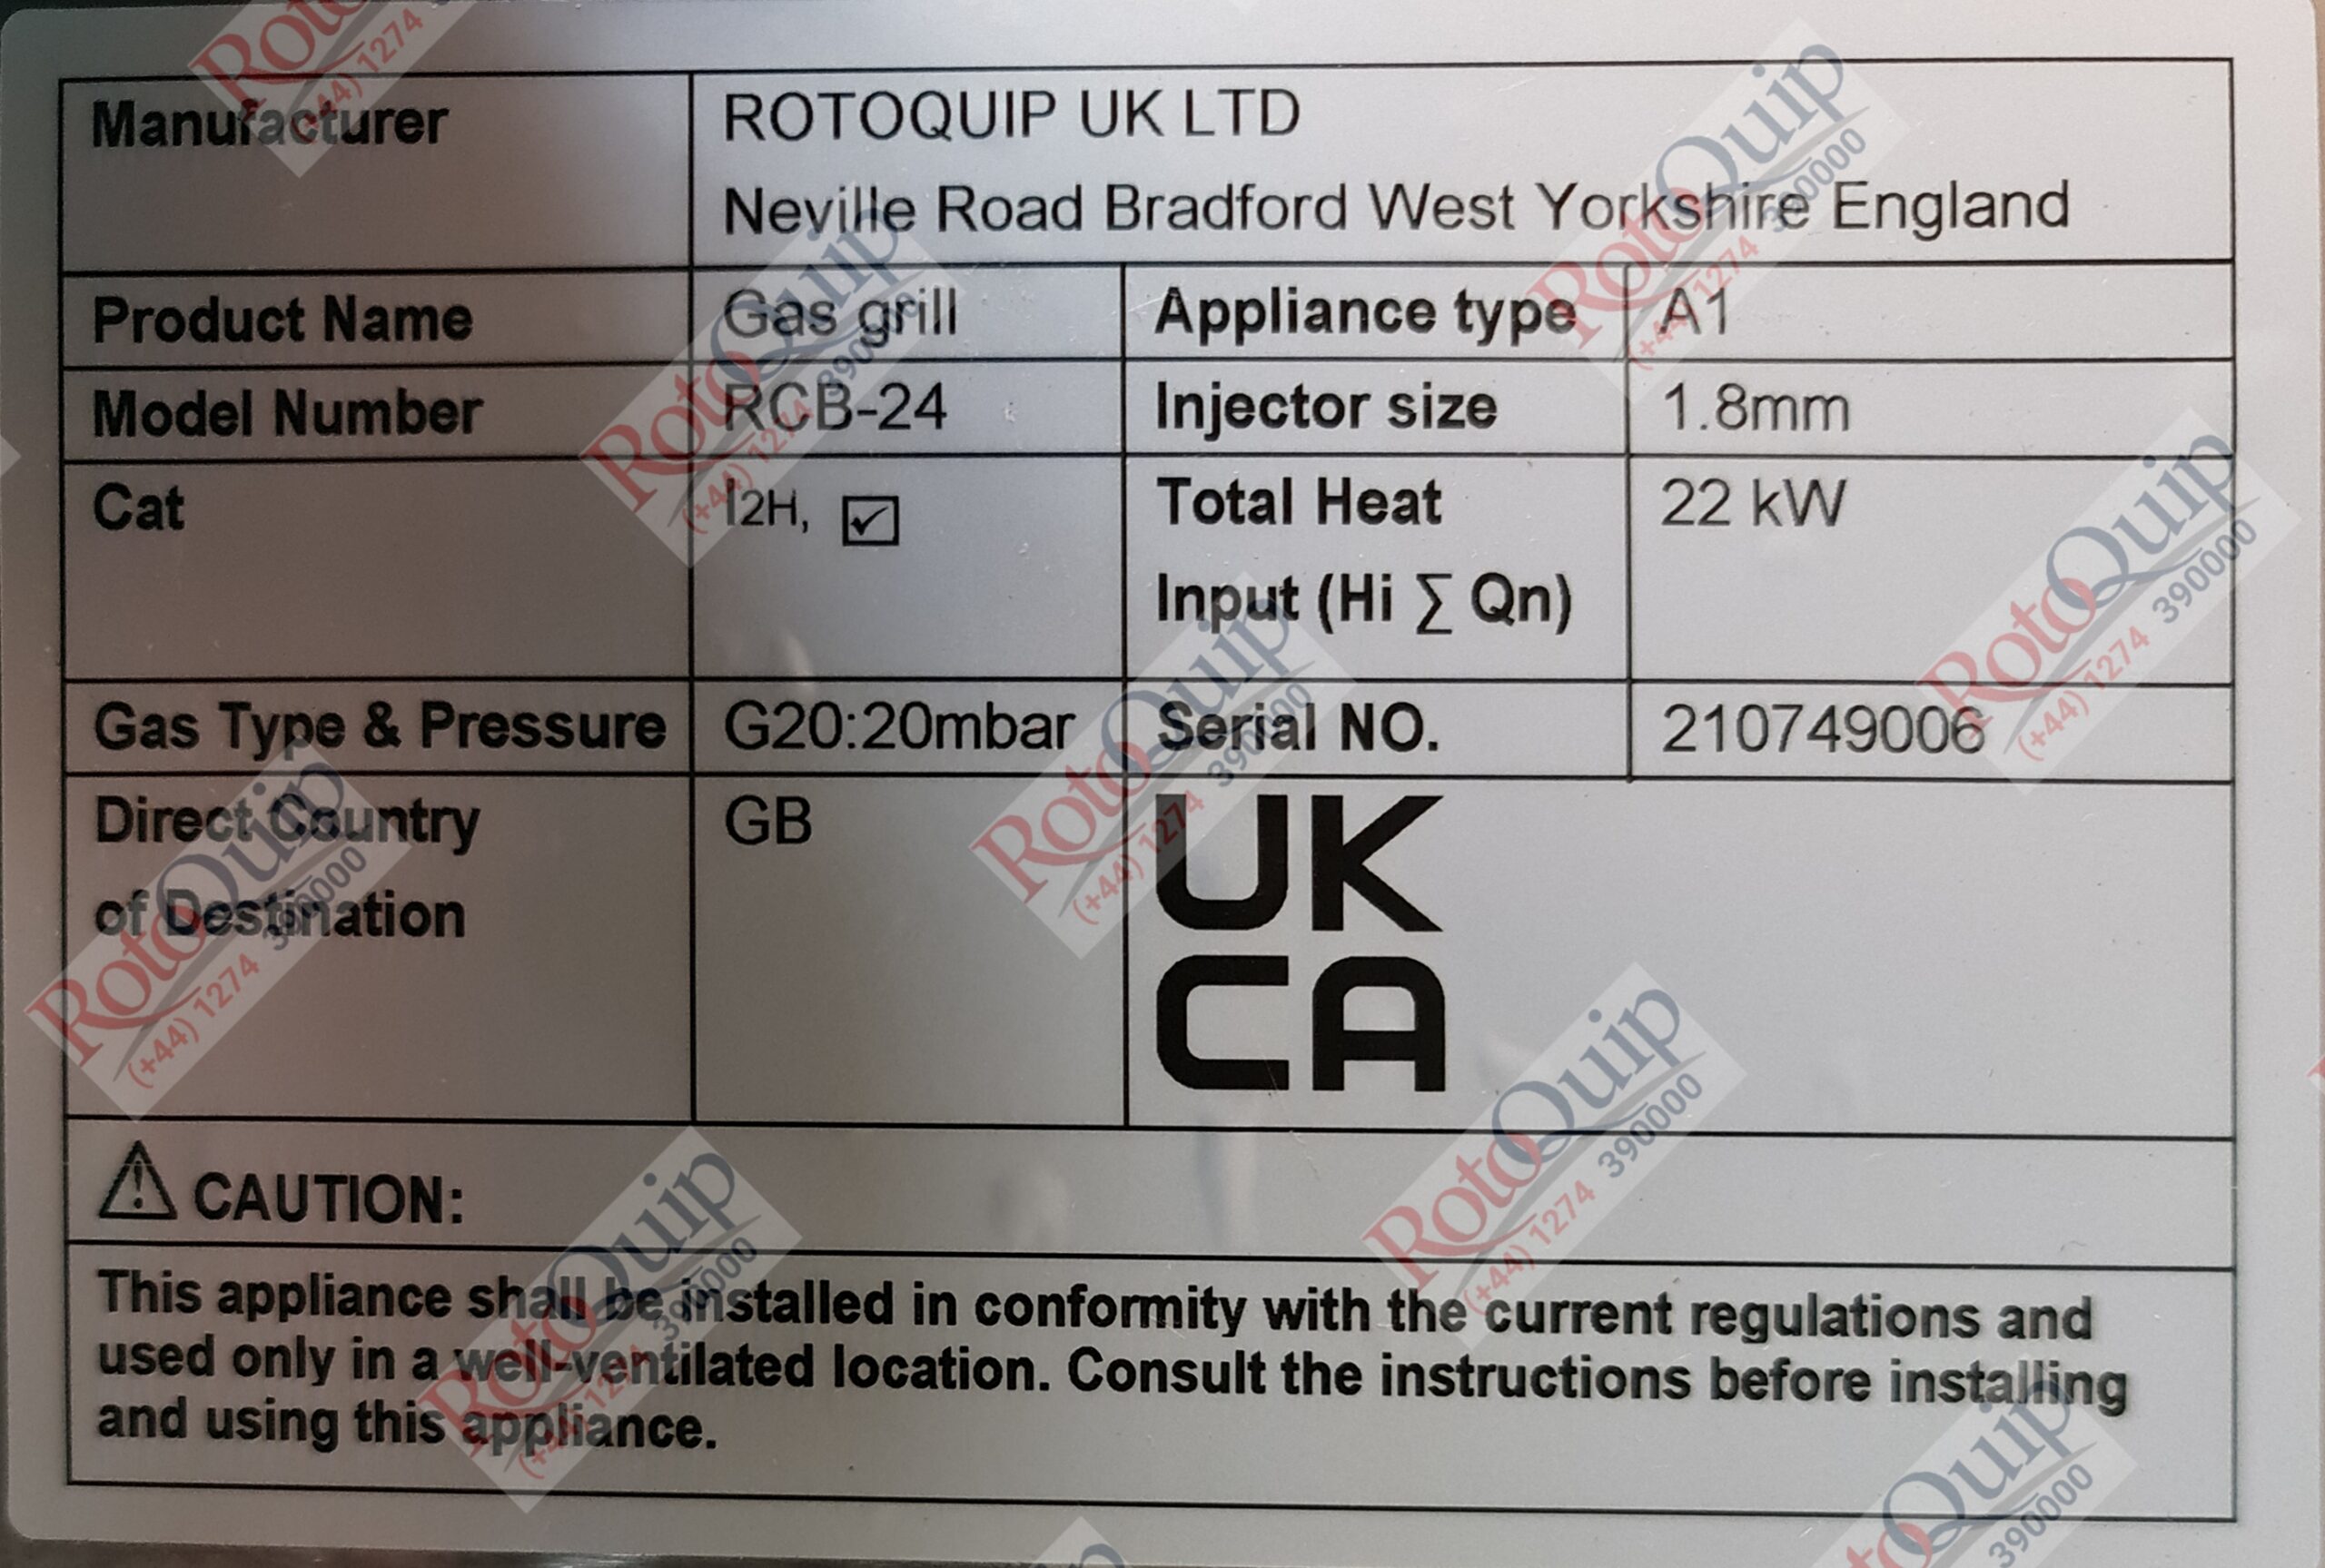 Manufacturer
ROTOQUIP UK LTD
Neville Road Bradford West Yorkshire England
Product Name
Gas grill
Appliance type
A1
Model Number
RCB-24
Injector size
1.8mm
Cat
I2H, ☑
Total Heat
Input (Hi ∑ Qn)
22 kW
Gas Type & Pressure
G20:20mbar
Serial NO.
210749006
Direct Country
of Destination
GB
UK
CA
⚠ CAUTION:
This appliance shall be installed in conformity with the current regulations and
used only in a well-ventilated location. Consult the instructions before installing
and using this appliance.
RotoQuip
(+44) 1274 390000